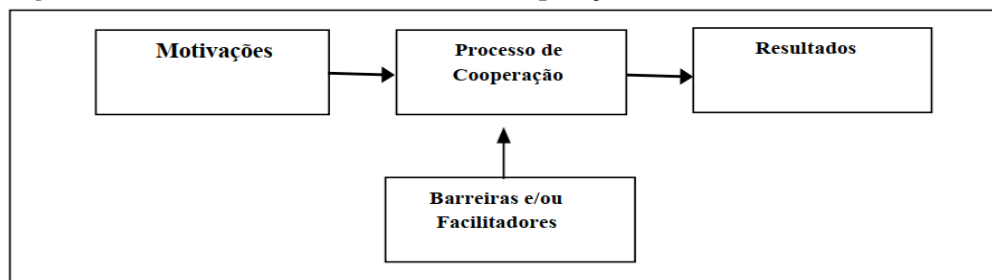 Motivações
Processo de
Cooperação
Resultados
Barreiras e/ou
Facilitadores